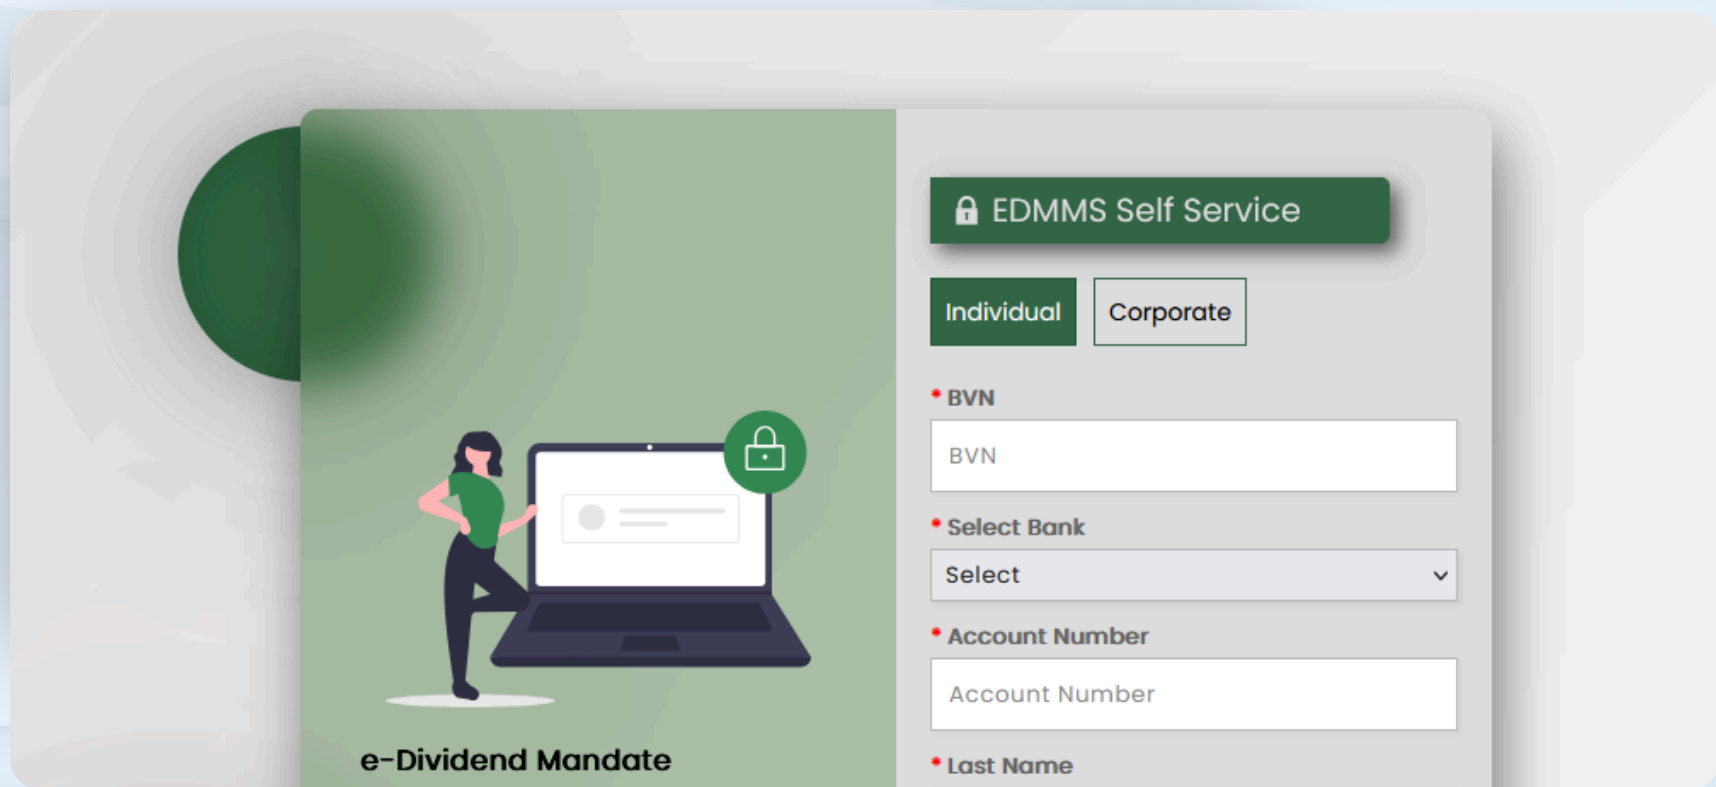 EDMMS Self Service
Individual
Corporate
* BVN
BVN
* Select Bank
Select
* Account Number
Account Number
* Last Name
e-Dividend Mandate